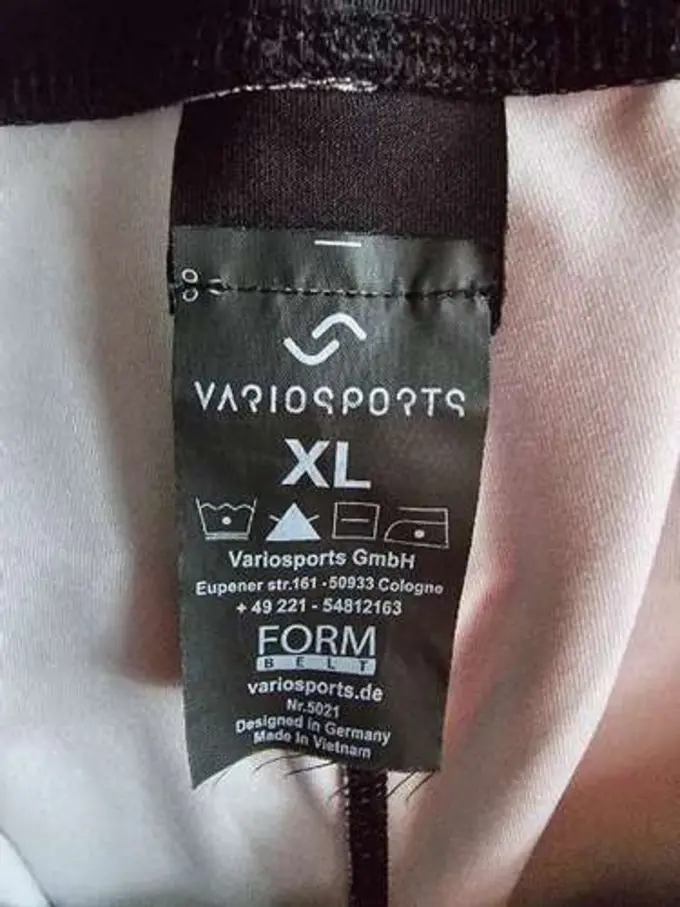 VARIOSPORTS
XL
Variosports GmbH
Eupener str.161 - 50933 Cologne
+ 49 221 - 54812163
FORM
BELT
variosports.de
Nr.5021
Designed in Germany
Made In Vietnam